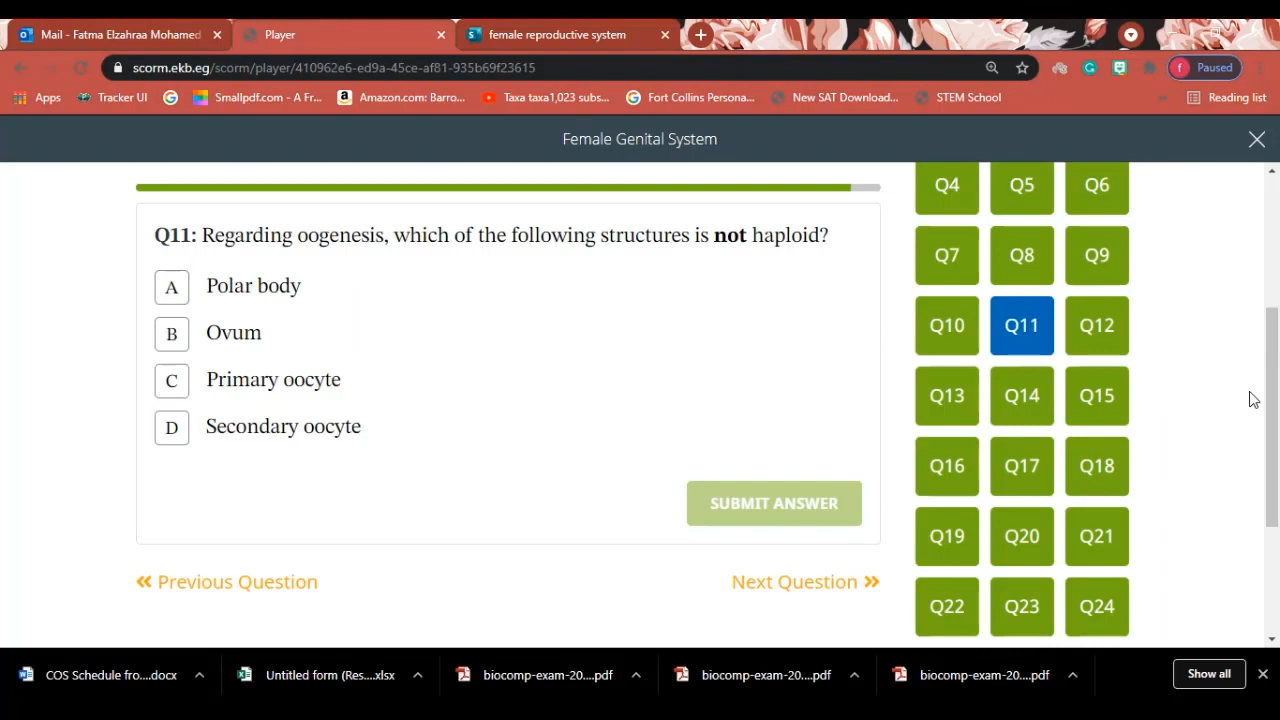 Mail - Fatma Elzahraa Mohamed
Player
female reproductive system
scorm.ekb.eg/scorm/player/410962e6-ed9a-45ce-af81-935b69f23615
f Paused
Apps
Tracker UI
Smallpdf.com - A Fr...
Amazon.com: Barro...
Taxa taxa1,023 subs...
Fort Collins Persona...
New SAT Download...
STEM School
Reading list
Female Genital System
Q11: Regarding oogenesis, which of the following structures is not haploid?
A Polar body
B Ovum
C Primary oocyte
D Secondary oocyte
SUBMIT ANSWER
Previous Question
Next Question
Q4 Q5 Q6
Q7 Q8 Q9
Q10 Q11 Q12
Q13 Q14 Q15
Q16 Q17 Q18
Q19 Q20 Q21
Q22 Q23 Q24
COS Schedule fro....docx
Untitled form (Res....xlsx
biocomp-exam-20....pdf
biocomp-exam-20....pdf
biocomp-exam-20....pdf
Show all